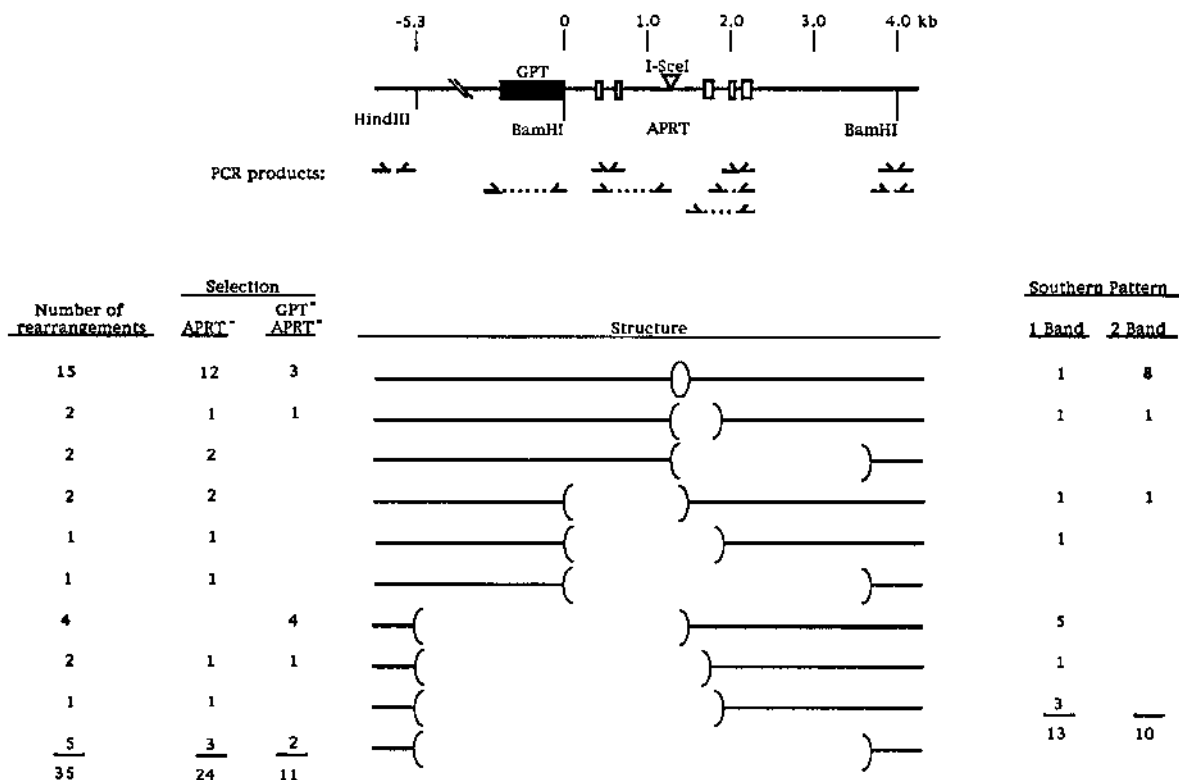 -5.3 0 1.0 2.0 3.0 4.0 kb
GPT I-SceI
HindIII BamHI APRT BamHI
PCR products:
Selection Southern Pattern
Number of rearrangements APRT- GPT- APRT- Structure 1 Band 2 Band
15 12 3 1 8
2 1 1 1 1
2 2
2 2 1 1
1 1 1
1 1
4 4 5
2 1 1 1
1 1 3
5 3 2 13 10
35 24 11